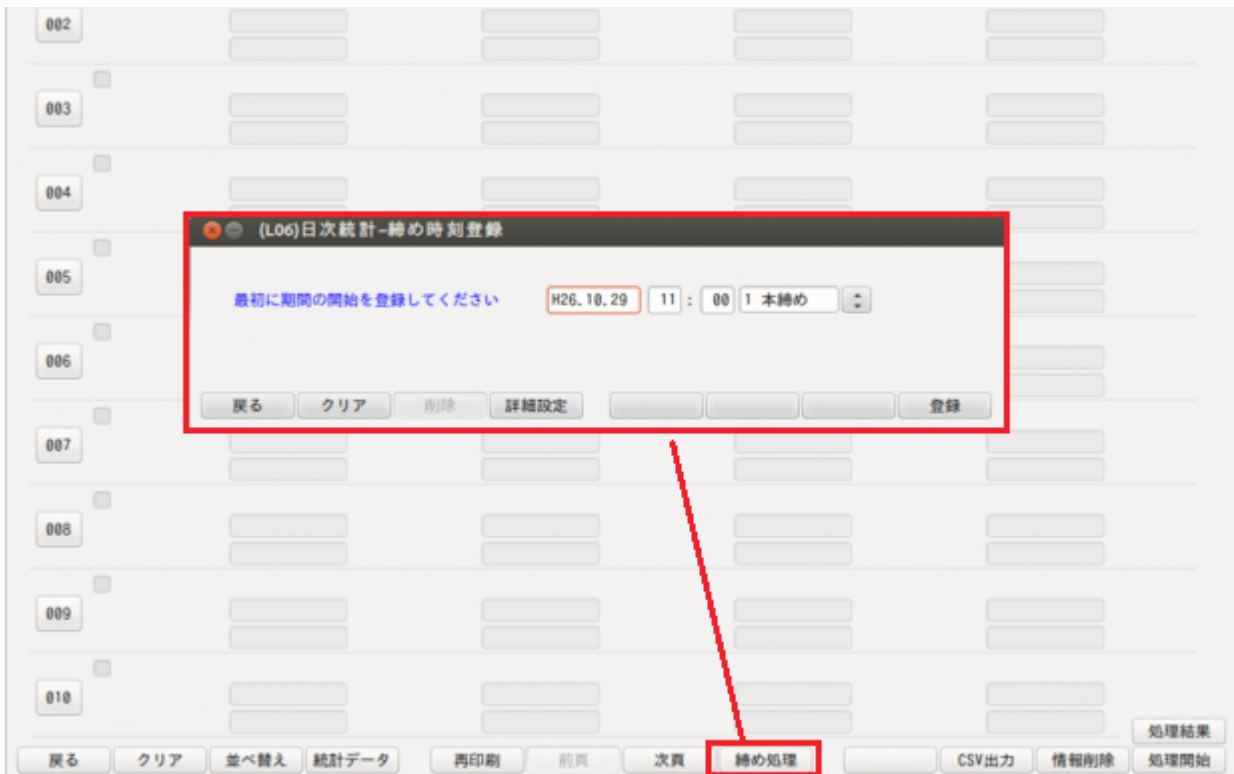 002
003
004
(L06)日次統計-締め時刻登録
005
最初に期間の開始を登録してください H26.10.29 11 : 00 1 本締め
006
戻る クリア 削除 詳細設定 登録
007
008
009
010
処理結果
戻る クリア 並べ替え 統計データ 再印刷 前頁 次頁 締め処理 CSV出力 情報削除 処理開始